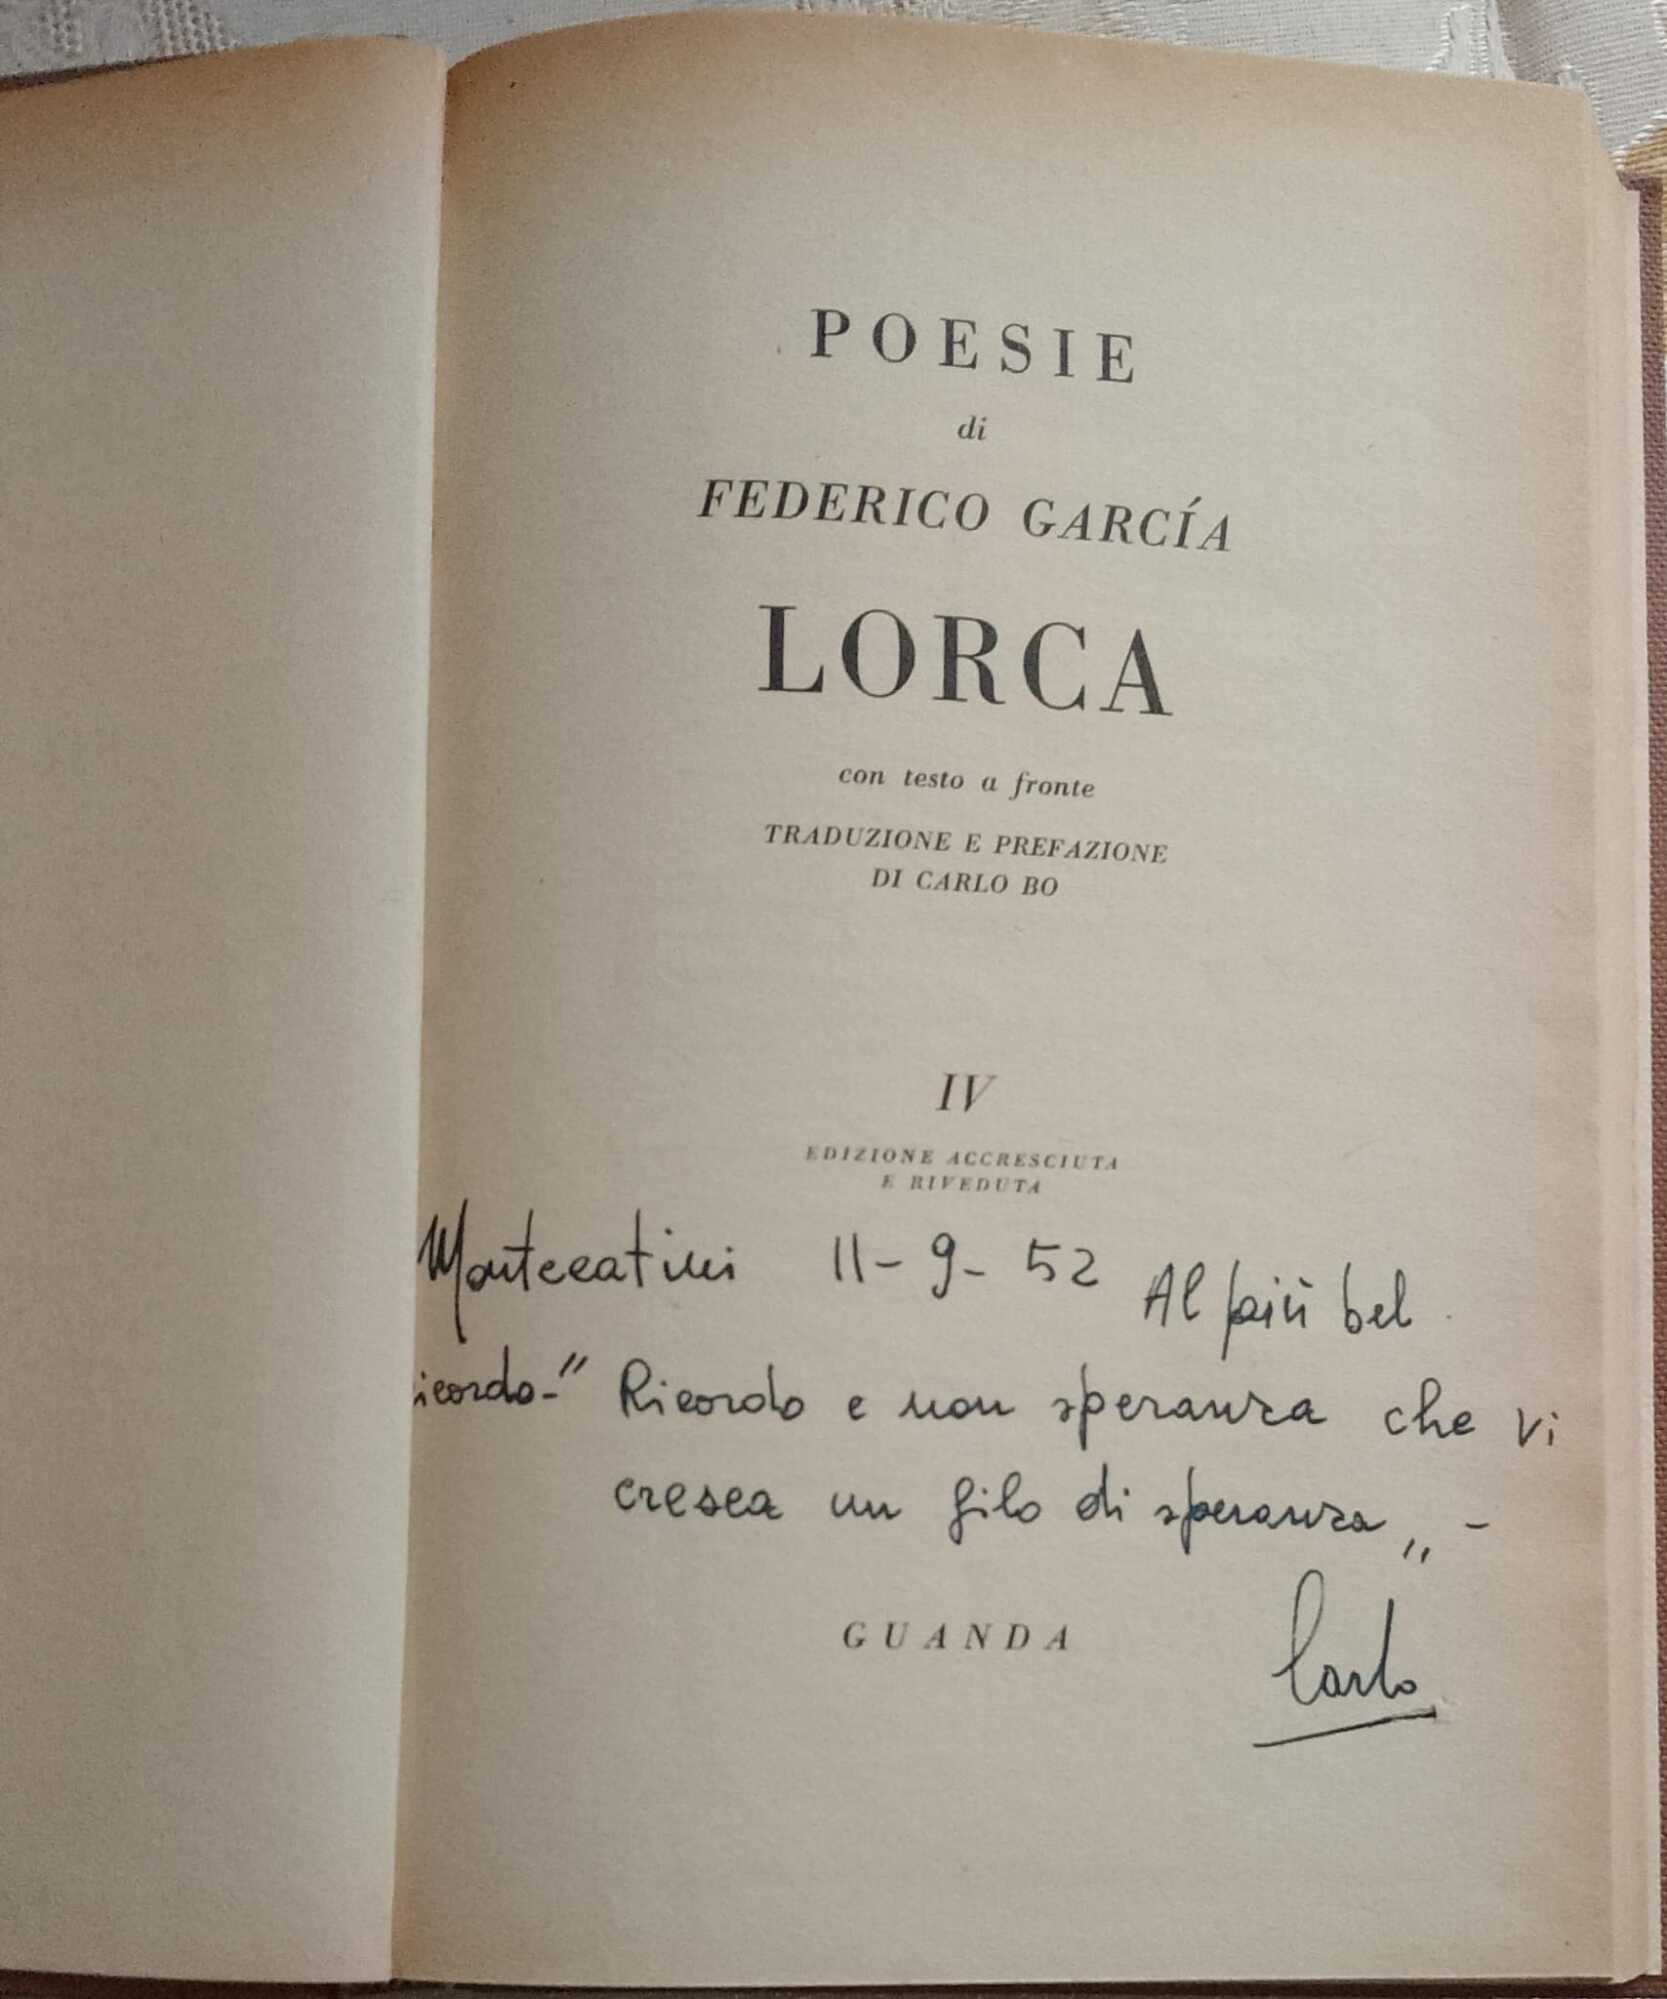 POESIE
di
FEDERICO GARCÍA
LORCA
con testo a fronte
TRADUZIONE E PREFAZIONE
DI CARLO BO
IV
EDIZIONE ACCRESCIUTA
E RIVEDUTA
Montecatini 11-9-52 Al più bel
icordo-" Ricordo e non speranza che vi
cresca un filo di speranza„-
GUANDA
Carlo